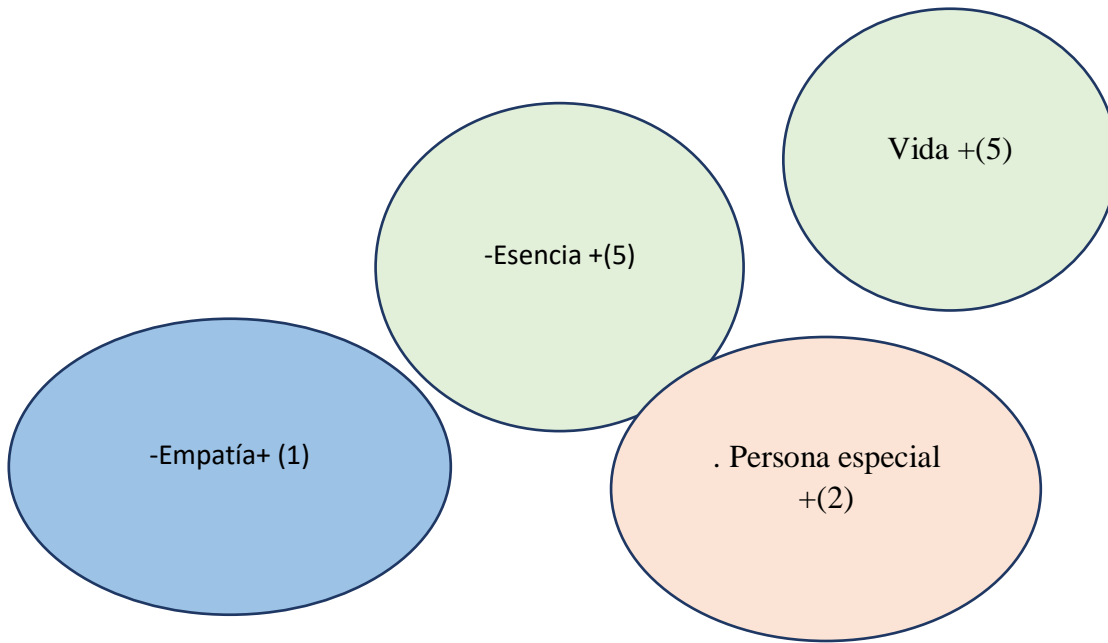 Vida +(5)
-Esencia +(5)
-Empatía+ (1)
. Persona especial
+(2)